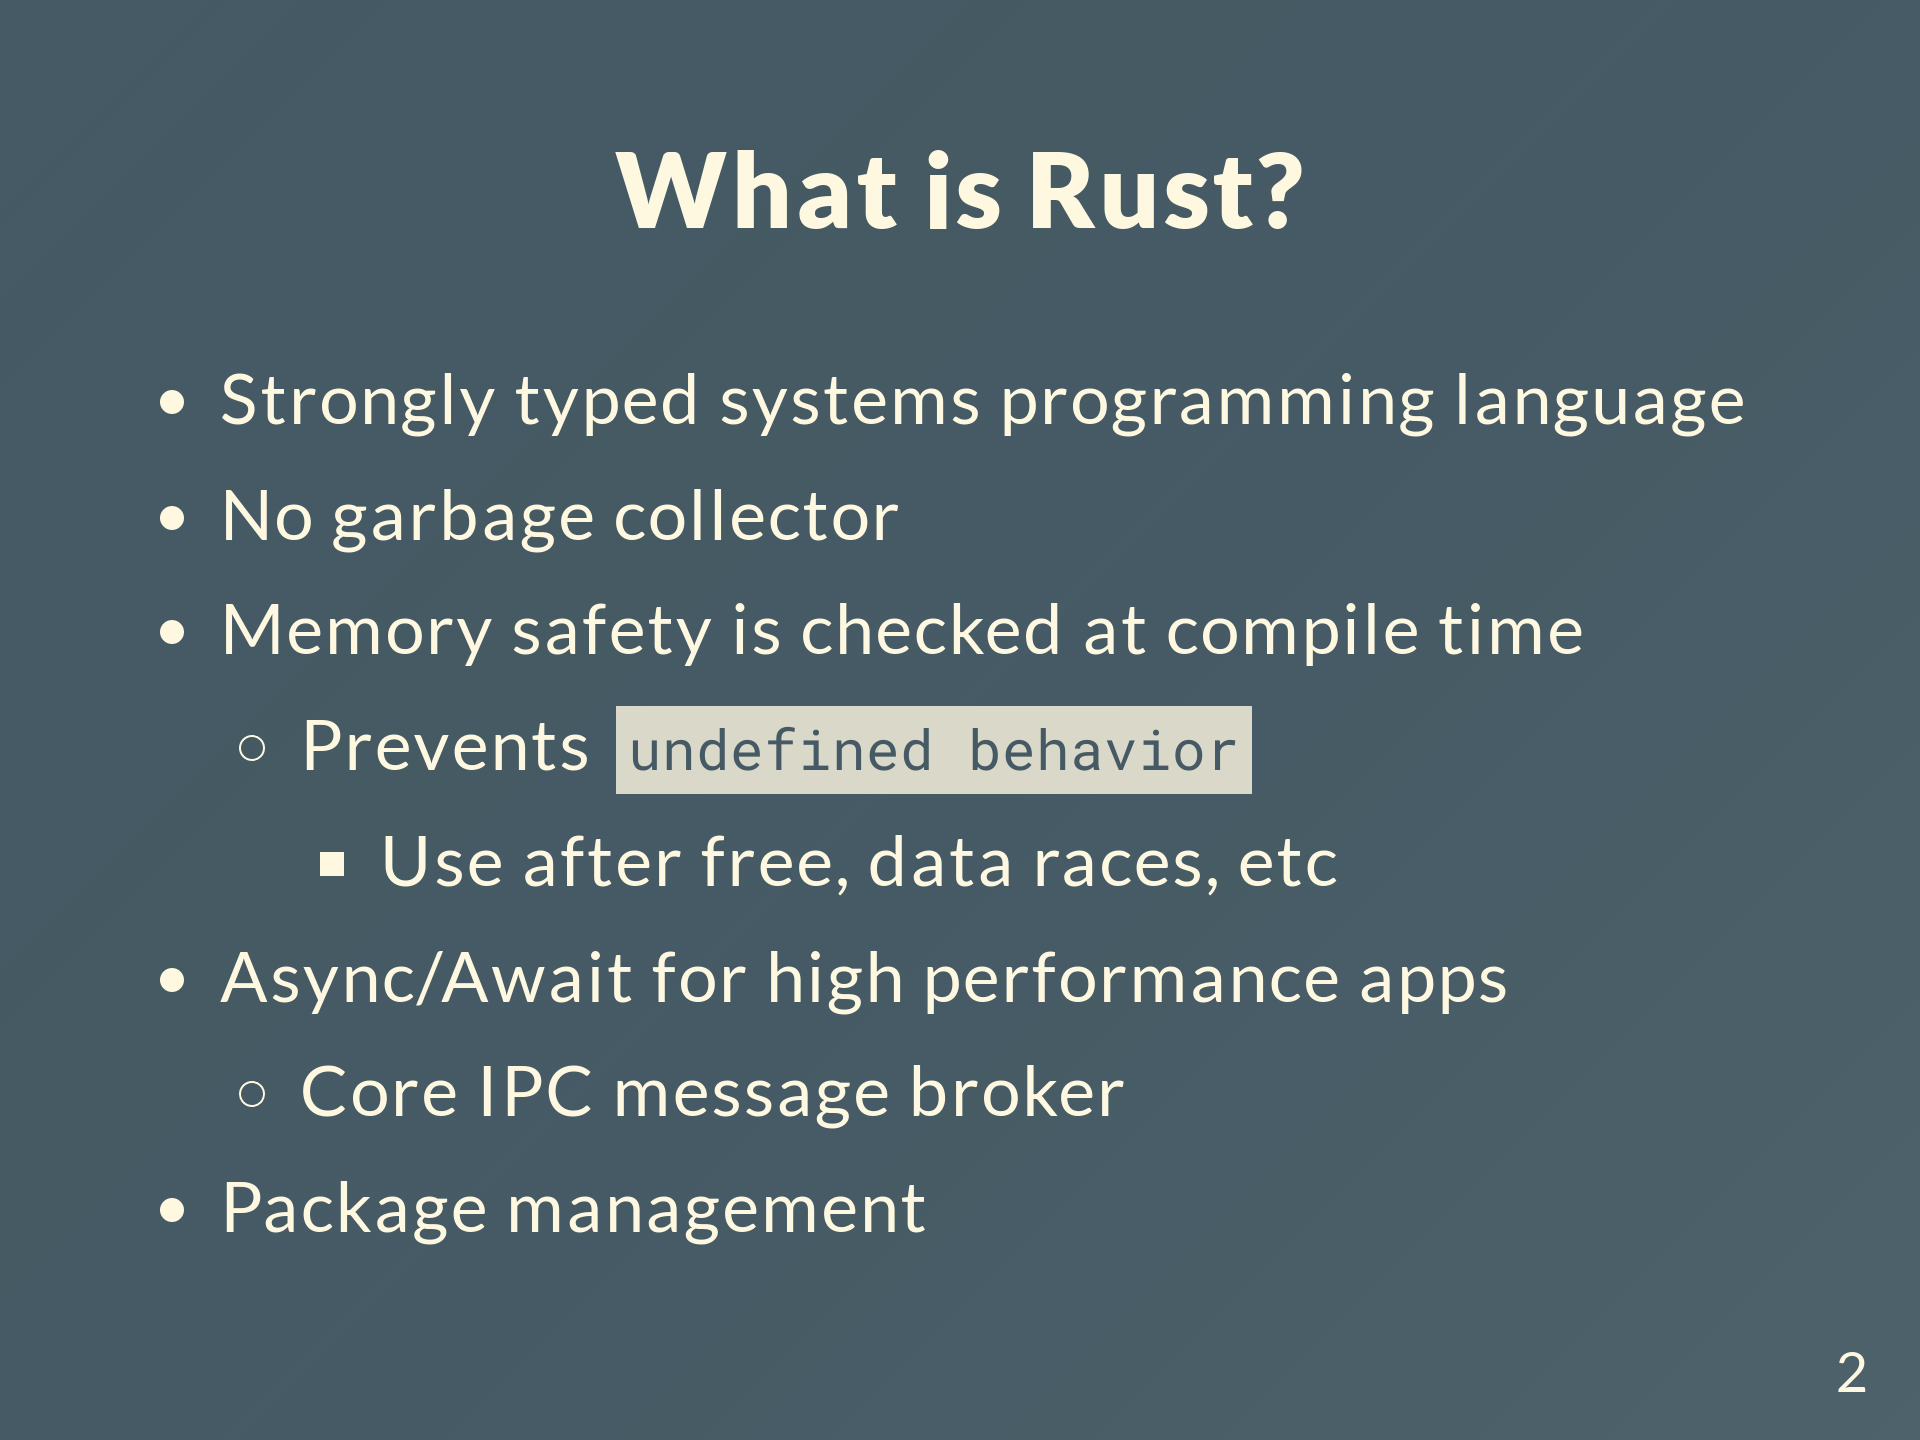 What is Rust?
Strongly typed systems programming language
No garbage collector
Memory safety is checked at compile time
Prevents undefined behavior
Use after free, data races, etc
Async/Await for high performance apps
Core IPC message broker
Package management
2